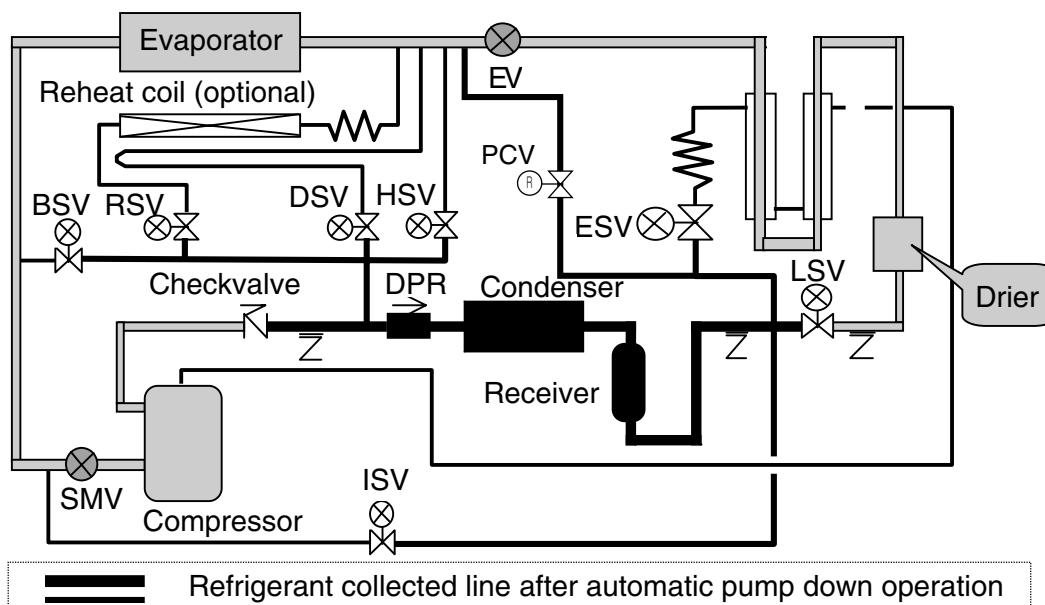 Evaporator
EV
Reheat coil (optional)
PCV
R
BSV
RSV
DSV
HSV
ESV
Checkvalve
DPR
Condenser
LSV
Drier
Receiver
SMV
Compressor
ISV
Refrigerant collected line after automatic pump down operation